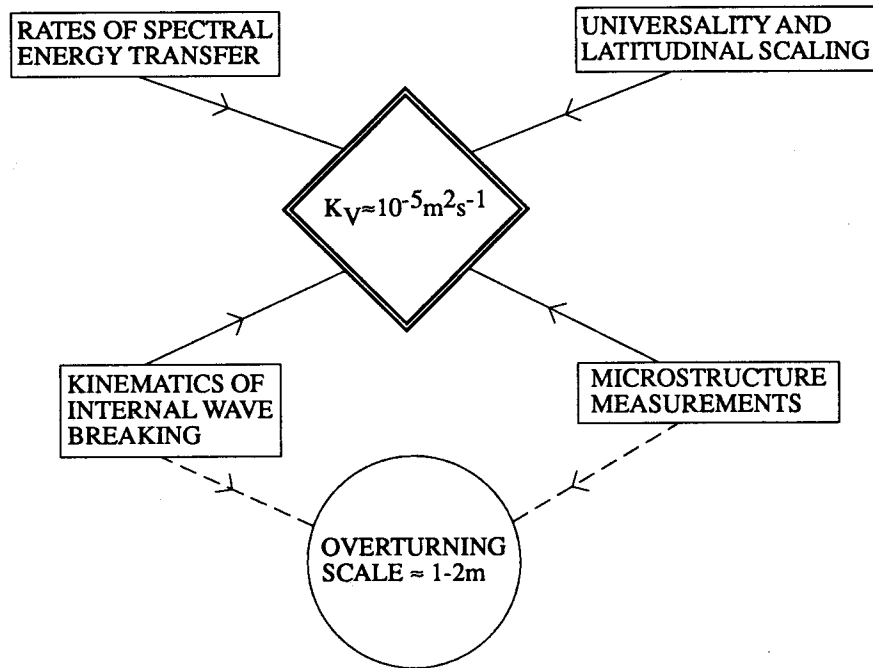 RATES OF SPECTRAL
ENERGY TRANSFER
UNIVERSALITY AND
LATITUDINAL SCALING
K_V≈10^-5m^2s^-1
KINEMATICS OF
INTERNAL WAVE
BREAKING
MICROSTRUCTURE
MEASUREMENTS
OVERTURNING
SCALE ≈ 1-2m